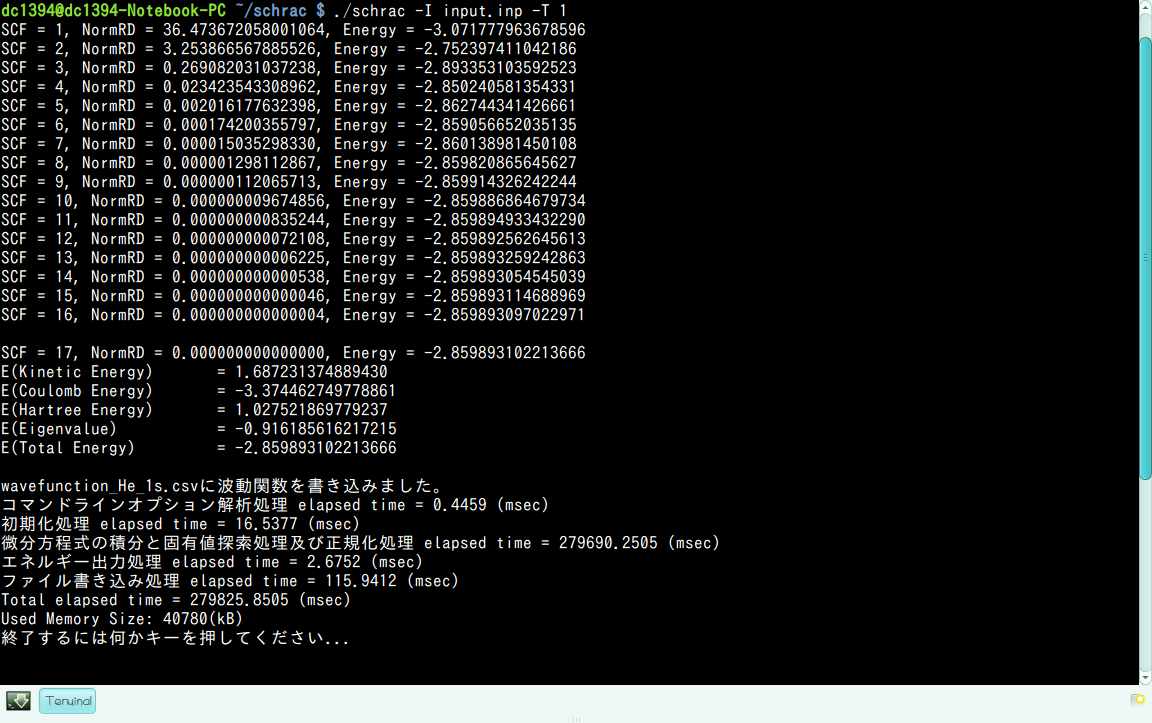 dc1394@dc1394-Notebook-PC ~/schrac $ ./schrac -I input.inp -T 1
SCF = 1, NormRD = 36.473672058001064, Energy = -3.071777963678596
SCF = 2, NormRD = 3.253866567885526, Energy = -2.752397411042186
SCF = 3, NormRD = 0.269082031037238, Energy = -2.893353103592523
SCF = 4, NormRD = 0.023423543308962, Energy = -2.850240581354331
SCF = 5, NormRD = 0.002016177632398, Energy = -2.862744341426661
SCF = 6, NormRD = 0.000174200355797, Energy = -2.859056652035135
SCF = 7, NormRD = 0.000015035298330, Energy = -2.860138981450108
SCF = 8, NormRD = 0.000001298112867, Energy = -2.859820865645627
SCF = 9, NormRD = 0.000000112065713, Energy = -2.859914326242244
SCF = 10, NormRD = 0.000000009674856, Energy = -2.859886864679734
SCF = 11, NormRD = 0.000000000835244, Energy = -2.859894933432290
SCF = 12, NormRD = 0.000000000072108, Energy = -2.859892562645613
SCF = 13, NormRD = 0.000000000006225, Energy = -2.859893259242863
SCF = 14, NormRD = 0.000000000000538, Energy = -2.859893054545039
SCF = 15, NormRD = 0.000000000000046, Energy = -2.859893114688969
SCF = 16, NormRD = 0.000000000000004, Energy = -2.859893097022971
SCF = 17, NormRD = 0.000000000000000, Energy = -2.859893102213666
E(Kinetic Energy) = 1.687231374889430
E(Coulomb Energy) = -3.374462749778861
E(Hartree Energy) = 1.027521869779237
E(Eigenvalue) = -0.916185616217215
E(Total Energy) = -2.859893102213666
wavefunction_He_1s.csvに波動関数を書き込みました。
コマンドラインオプション解析処理 elapsed time = 0.4459 (msec)
初期化処理 elapsed time = 16.5377 (msec)
微分方程式の積分と固有値探索処理及び正規化処理 elapsed time = 279690.2505 (msec)
エネルギー出力処理 elapsed time = 2.6752 (msec)
ファイル書き込み処理 elapsed time = 115.9412 (msec)
Total elapsed time = 279825.8505 (msec)
Used Memory Size: 40780(kB)
終了するには何かキーを押してください...
Terminal